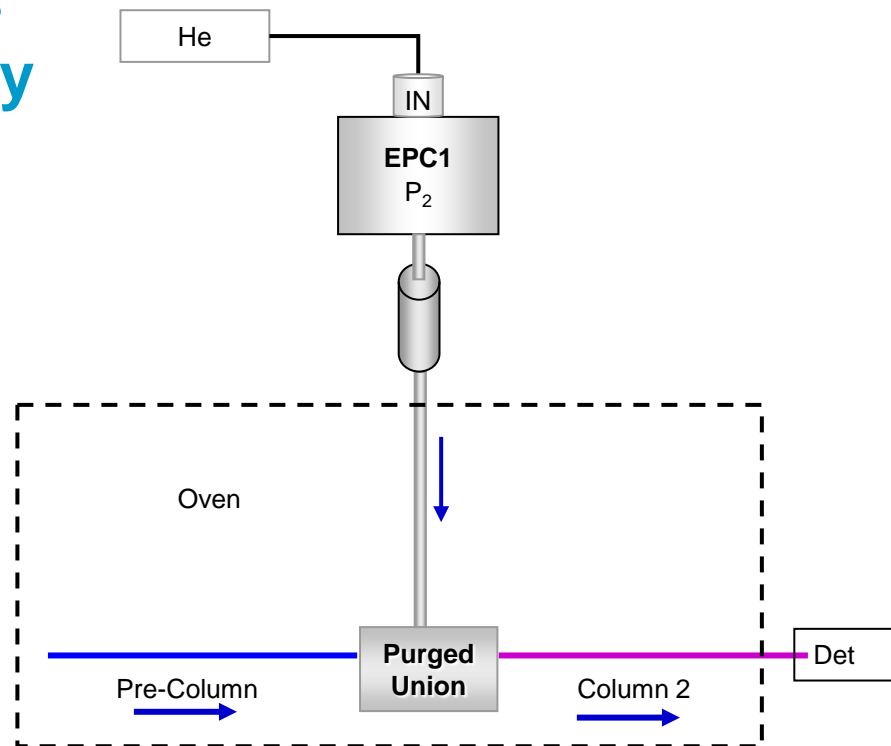 y
He
IN
EPC1
P₂
Oven
Purged
Union
Det
Pre-Column
Column 2